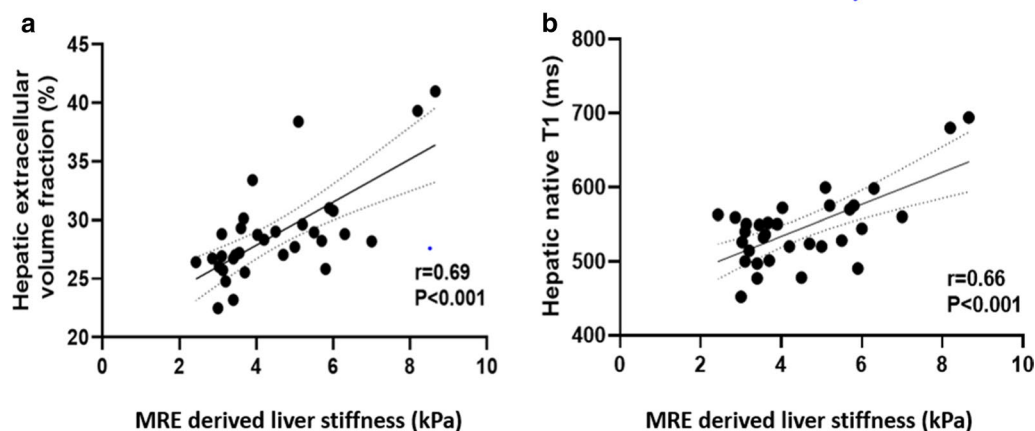 a
Hepatic extracellular
volume fraction (%)
45
40
35
30
25
20
0
2
4
6
8
10
r=0.69
P<0.001
MRE derived liver stiffness (kPa)
b
Hepatic native T1 (ms)
800
700
600
500
400
0
2
4
6
8
10
r=0.66
P<0.001
MRE derived liver stiffness (kPa)